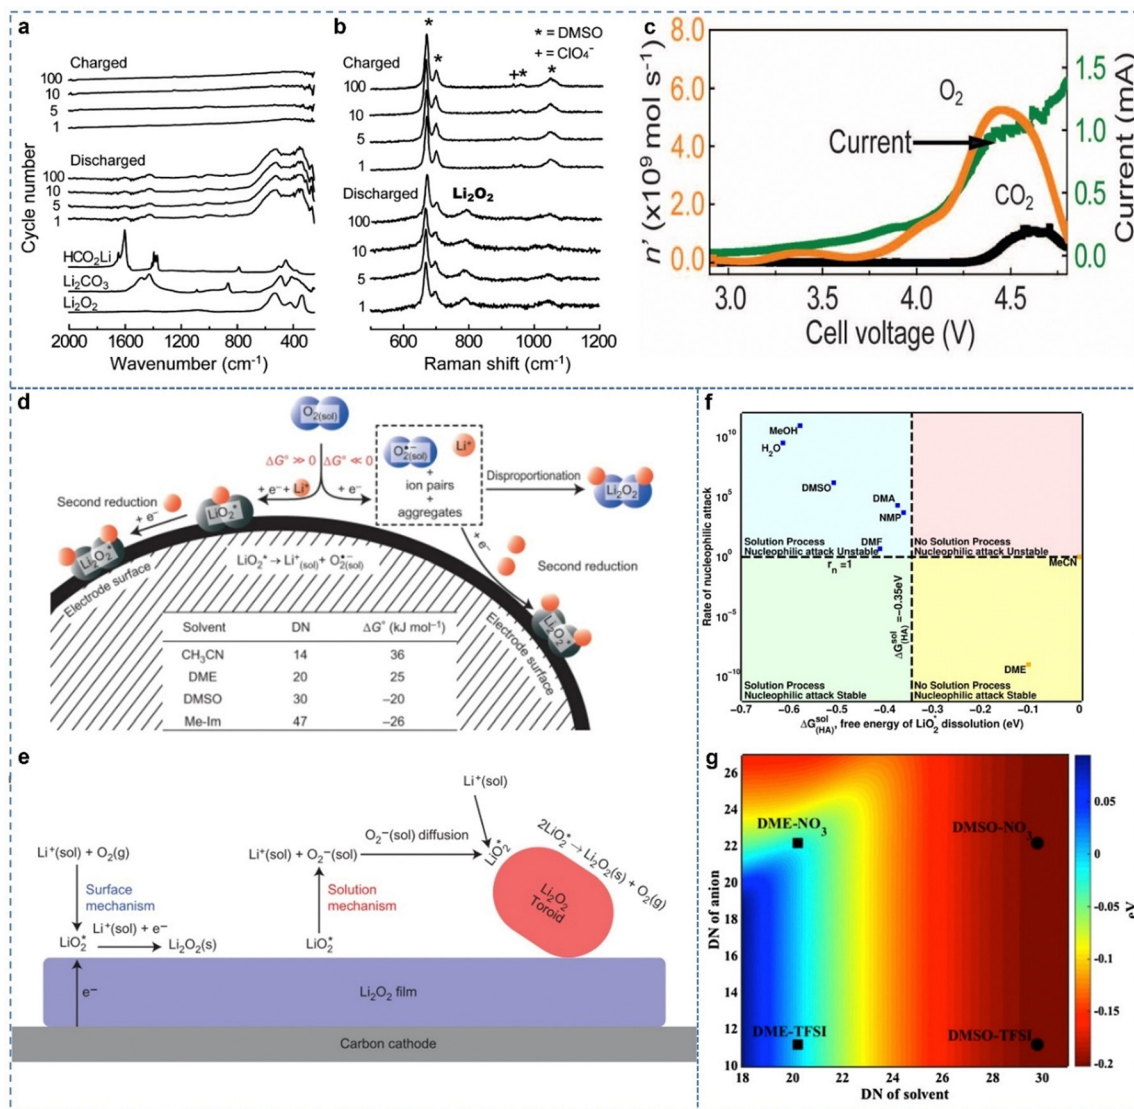 a
Charged
100
10
5
1
Discharged
100
10
5
1
HCO₂Li
Li₂CO₃
Li₂O₂
Cycle number
2000 1600 1200 800 400
Wavenumber (cm⁻¹)
b
* = DMSO
+ = ClO₄⁻
*
*
+*
*
Charged
100
10
5
1
Discharged
Li₂O₂
100
10
5
1
600 800 1000 1200
Raman shift (cm⁻¹)
c
8.0
6.0
4.0
2.0
0.0
n' (x10⁹ mol s⁻¹)
O₂
Current
CO₂
1.5
1.0
0.5
0.0
Current (mA)
3.0 3.5 4.0 4.5
Cell voltage (V)
d
O₂(sol)
ΔG° ≫ 0 ΔG° ≪ 0
+ e⁻+ Li⁺
+ e⁻
O₂•⁻(sol)
Li⁺
+
ion pairs
+
aggregates
Disproportionation
Li₂O₂
Second reduction
+ e⁻
LiO₂*
Li₂O₂*
+ e⁻
Second reduction
Li₂O₂*
Electrode surface
Electrode surface
LiO₂* → Li⁺(sol) + O₂•⁻(sol)
Solvent DN ΔG° (kJ mol⁻¹)
CH₃CN 14 36
DME 20 25
DMSO 30 −20
Me-Im 47 −26
e
Li⁺(sol) + O₂(g)
Surface
mechanism
LiO₂*
Li⁺(sol) + e⁻
Li₂O₂(s)
e⁻
Li⁺(sol) + O₂⁻(sol)
O₂⁻(sol) diffusion
Solution
mechanism
LiO₂*
Li⁺(sol)
LiO₂*
2LiO₂* → Li₂O₂(s) + O₂(g)
Li₂O₂
Toroid
Li₂O₂ film
Carbon cathode
f
10¹⁰
10⁵
10⁰
10⁻⁵
10⁻¹⁰
Rate of nucleophilic attack
MeOH
H₂O
DMSO
DMA
NMP
DMF
MeCN
DME
Solution Process
Nucleophilic attack Unstable
No Solution Process
Nucleophilic attack Unstable
rₙ =1
ΔG(HA)^sol =−0.35eV
Solution Process
Nucleophilic attack Stable
No Solution Process
Nucleophilic attack Stable
−0.7 −0.6 −0.5 −0.4 −0.3 −0.2 −0.1 0
ΔG(HA)^sol, free energy of LiO₂* dissolution (eV)
g
26
24
22
20
18
16
14
12
10
DN of anion
DME-NO₃
DMSO-NO₃
DME-TFSI
DMSO-TFSI
18 20 22 24 26 28 30
DN of solvent
0.05
0
-0.05
-0.1
-0.15
-0.2
eV